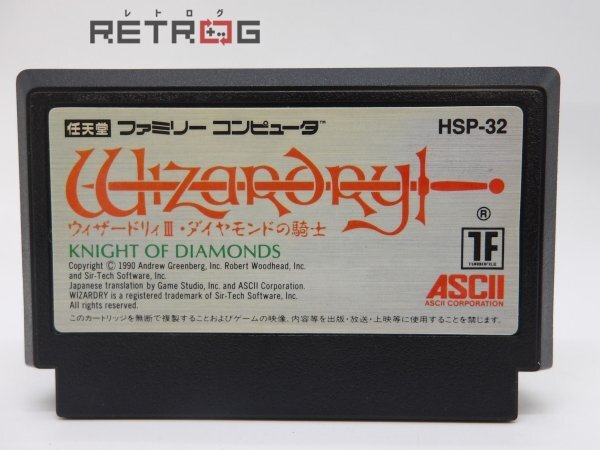 レトログ
RETROG
任天堂 ファミリー コンピュータ™
HSP-32
Wizardry
ウィザードリィⅢ・ダイヤモンドの騎士
®
KNIGHT OF DIAMONDS
Copyright © 1990 Andrew Greenberg, Inc. Robert Woodhead, Inc.
and Sir-Tech Software, Inc.
Japanese translation by Game Studio, Inc. and ASCII Corporation.
WIZARDRY is a registered trademark of Sir-Tech Software, Inc.
All rights reserved.
TF
TURBOFILE
ASCII
ASCII CORPORATION
このカートリッジを無断で複製することおよびゲームの映像、内容等を出版・放送・上映等に使用することを禁じます。